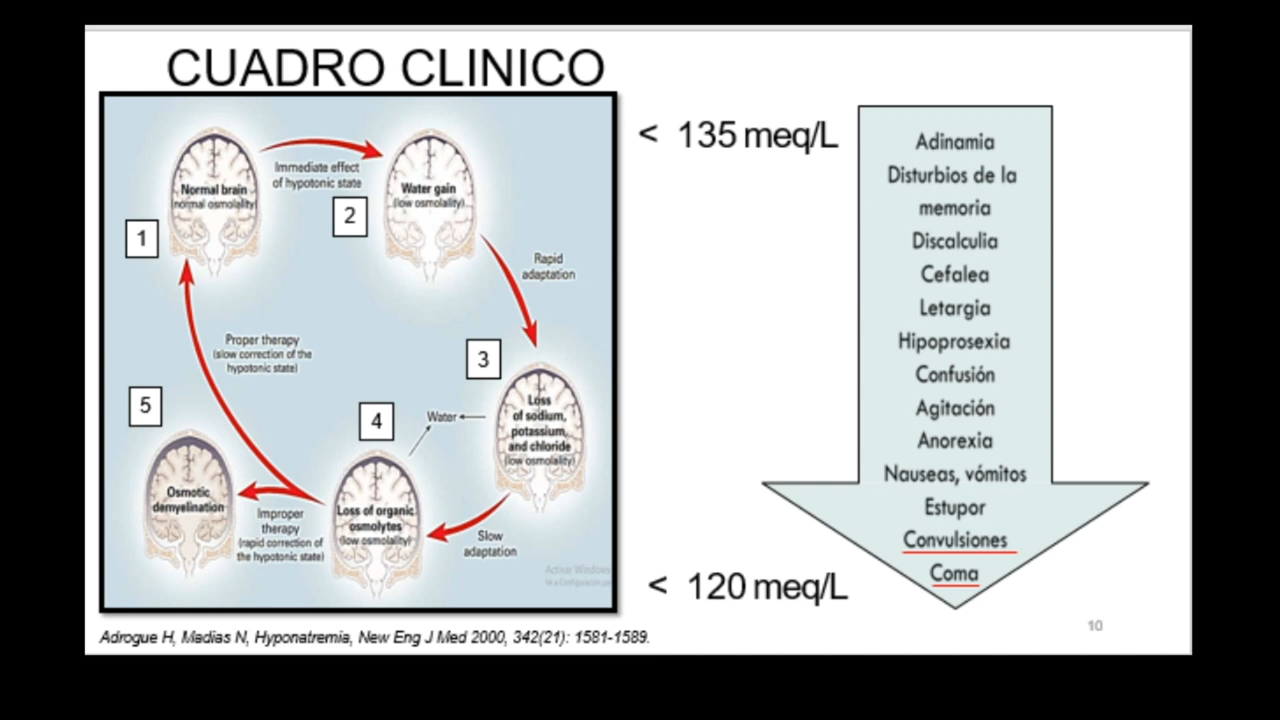 CUADRO CLINICO
Normal brain
(normal osmolality)
1
Immediate effect
of hypotonic state
2
Water gain
(low osmolality)
Rapid
adaptation
3
Loss
of sodium,
potassium,
and chloride
(low osmolality)
Water
4
Slow
adaptation
Loss of organic
osmolytes
(low osmolality)
Proper therapy
(slow correction of the
hypotonic state)
5
Osmotic
demyelination
Improper
therapy
(rapid correction of
the hypotonic state)
Activar Windows
< 135 meq/L
< 120 meq/L
Adinamia
Disturbios de la
memoria
Discalculia
Cefalea
Letargia
Hipoprosexia
Confusión
Agitación
Anorexia
Nauseas, vómitos
Estupor
Convulsiones
Coma
Adrogue H, Madias N, Hyponatremia, New Eng J Med 2000, 342(21): 1581-1589.
10